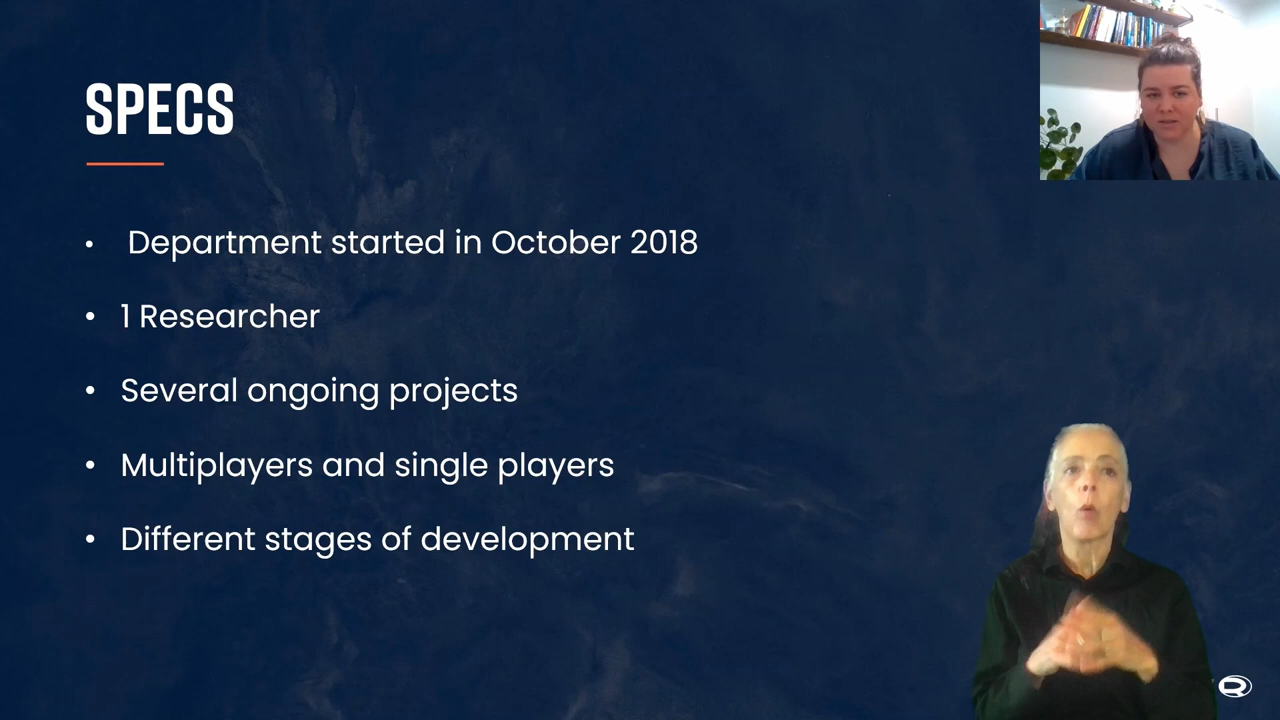 SPECS
• Department started in October 2018
• 1 Researcher
• Several ongoing projects
• Multiplayers and single players
• Different stages of development